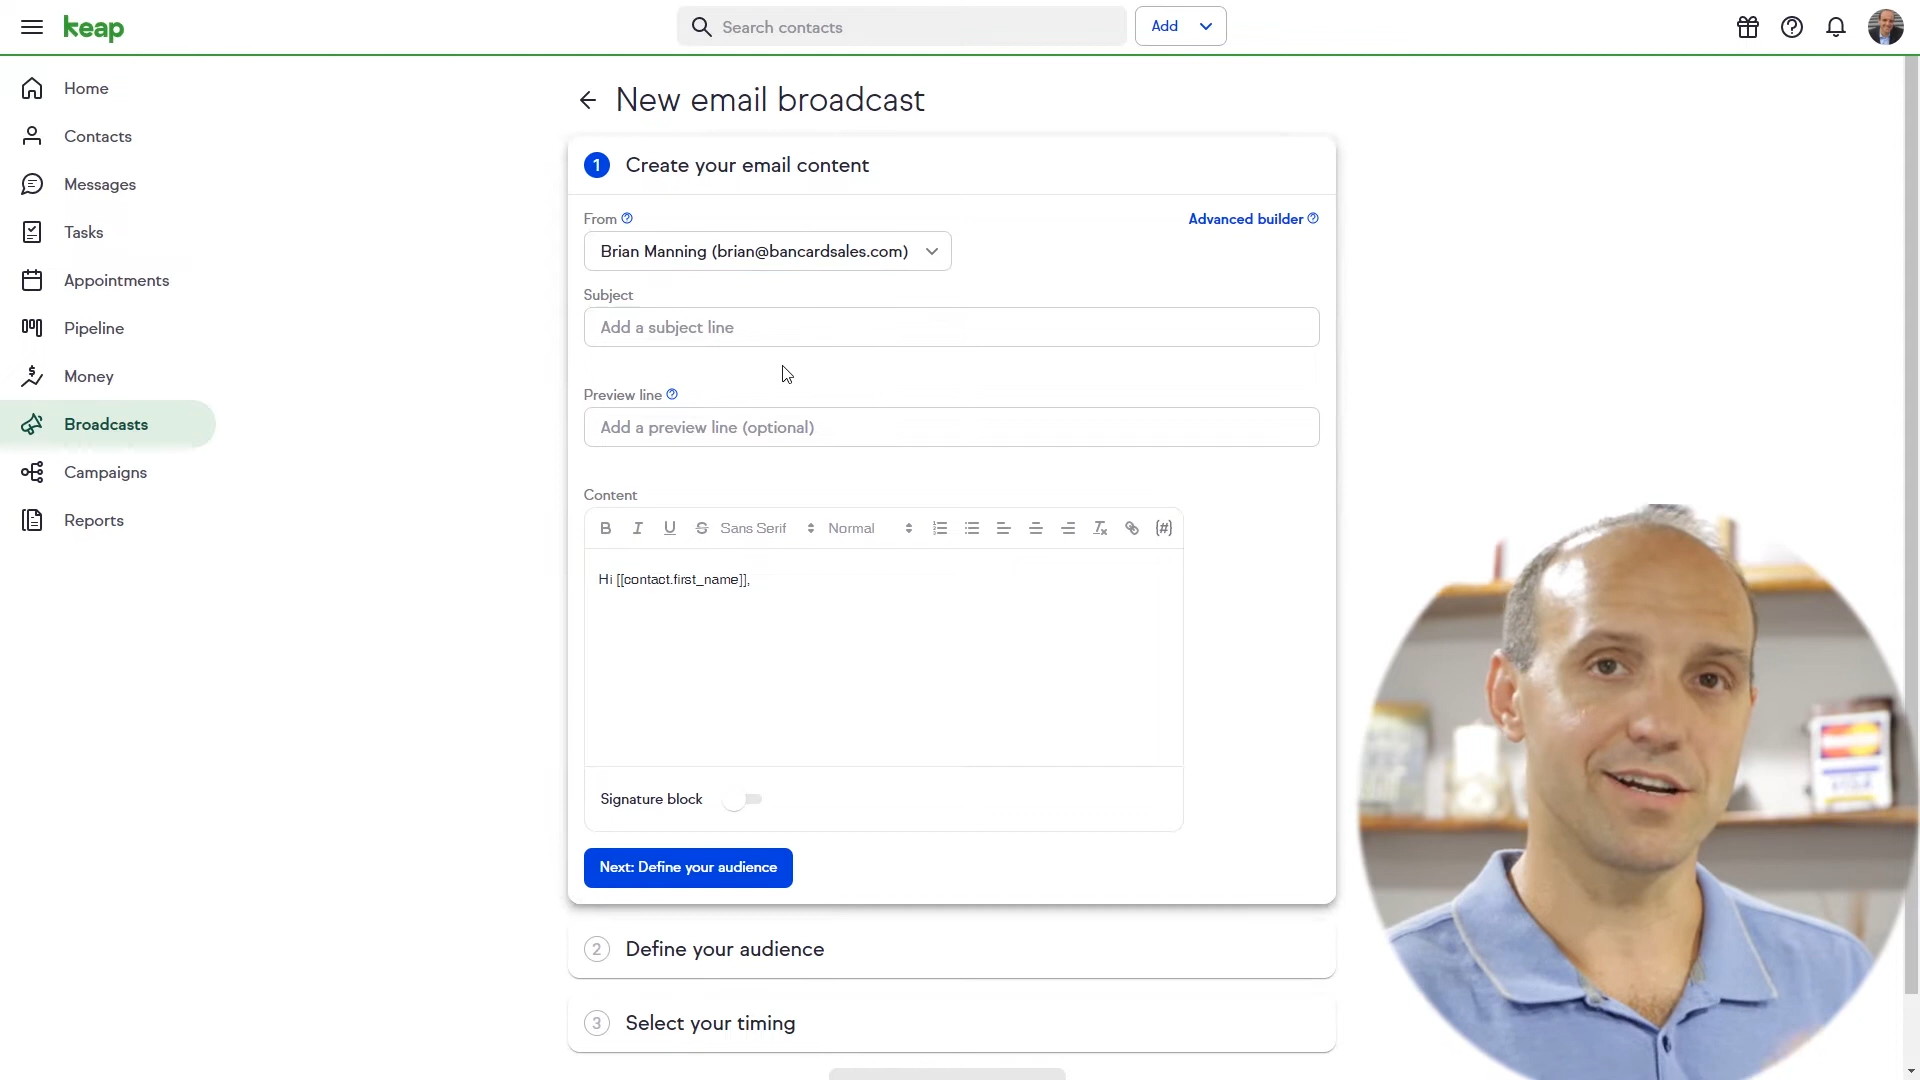 keap
Search contacts
Add
Home
Contacts
Messages
Tasks
Appointments
Pipeline
Money
Broadcasts
Campaigns
Reports
New email broadcast
1 Create your email content
From
Advanced builder
Brian Manning (brian@bancardsales.com)
Subject
Add a subject line
Preview line
Add a preview line (optional)
Content
B I U S Sans Serif Normal {#}
Hi [[contact.first_name]],
Signature block
Next: Define your audience
2 Define your audience
3 Select your timing